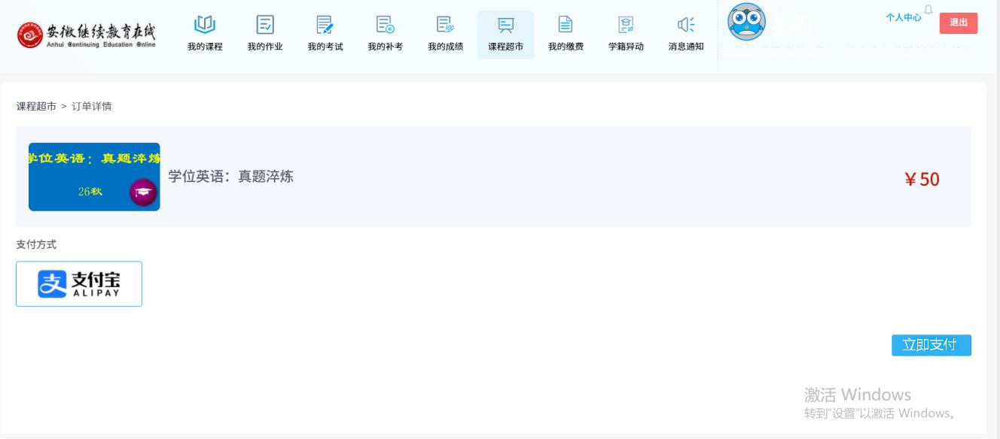 安徽继续教育在线
Anhui Continuing Education Online
我的课程
我的作业
我的考试
我的补考
我的成绩
课程超市
我的缴费
学籍异动
消息通知
个人中心
退出
课程超市 > 订单详情
学位英语：真题淬炼
26秋
学位英语：真题淬炼
￥50
支付方式
支 支付宝
ALIPAY
立即支付
激活 Windows
转到"设置"以激活 Windows。